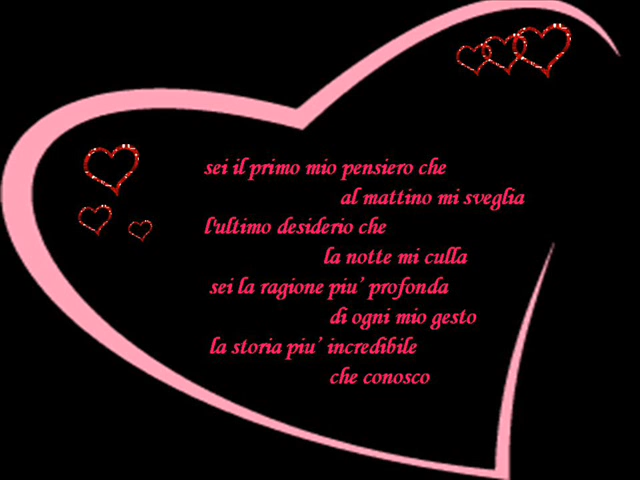 sei il primo mio pensiero che
al mattino mi sveglia
l'ultimo desiderio che
la notte mi culla
sei la ragione piu’ profonda
di ogni mio gesto
la storia piu’ incredibile
che conosco